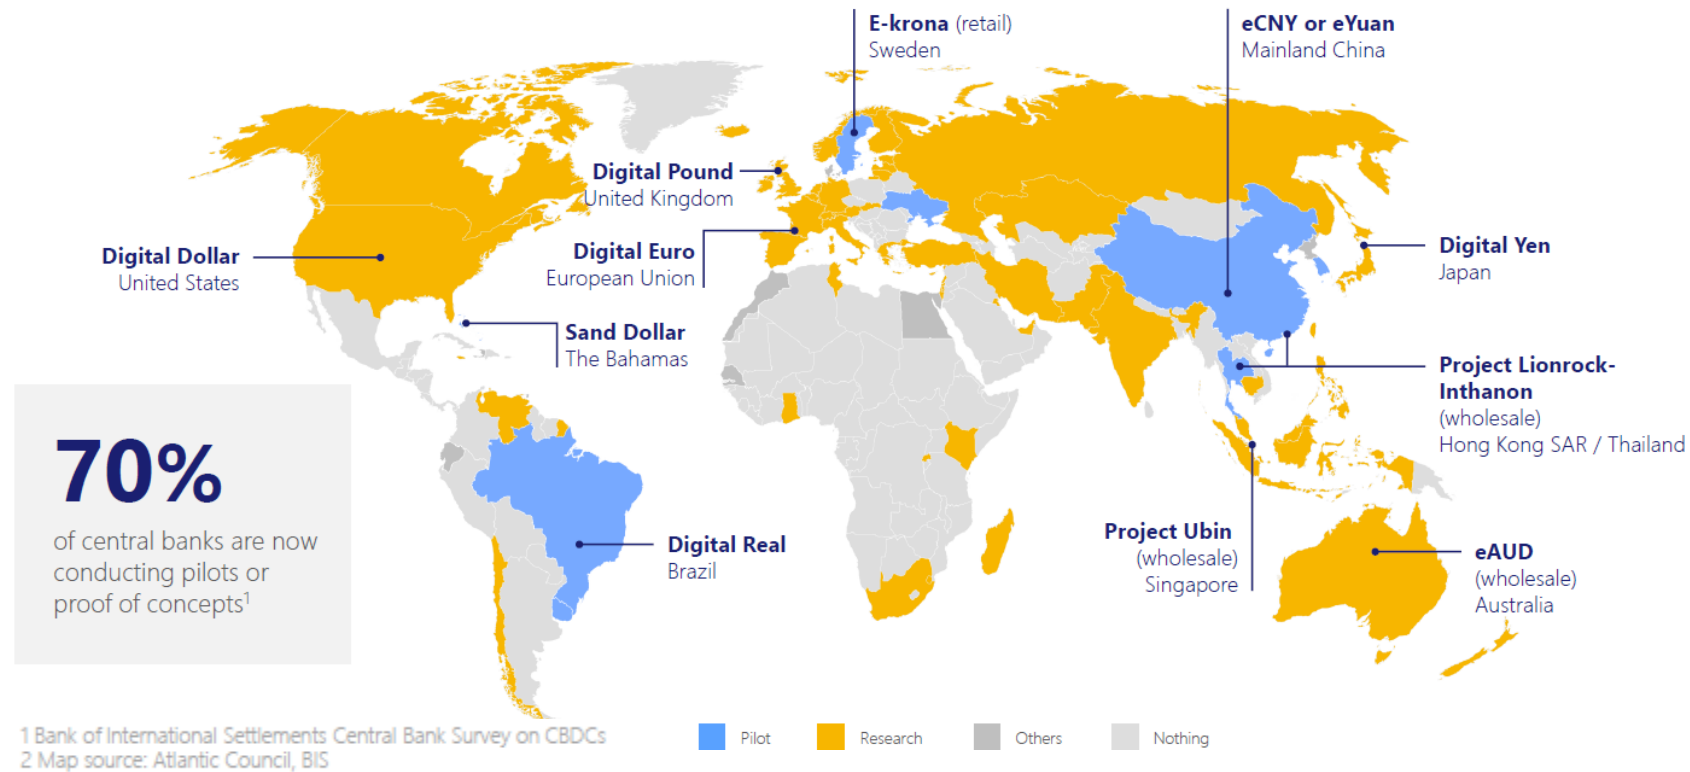 E-krona (retail)
Sweden
eCNY or eYuan
Mainland China
Digital Pound
United Kingdom
Digital Dollar
United States
Digital Euro
European Union
Digital Yen
Japan
Sand Dollar
The Bahamas
Project Lionrock-
Inthanon
(wholesale)
Hong Kong SAR / Thailand
70%
of central banks are now
conducting pilots or
proof of concepts1
Digital Real
Brazil
Project Ubin
(wholesale)
Singapore
eAUD
(wholesale)
Australia
1 Bank of International Settlements Central Bank Survey on CBDCs
2 Map source: Atlantic Council, BIS
Pilot
Research
Others
Nothing